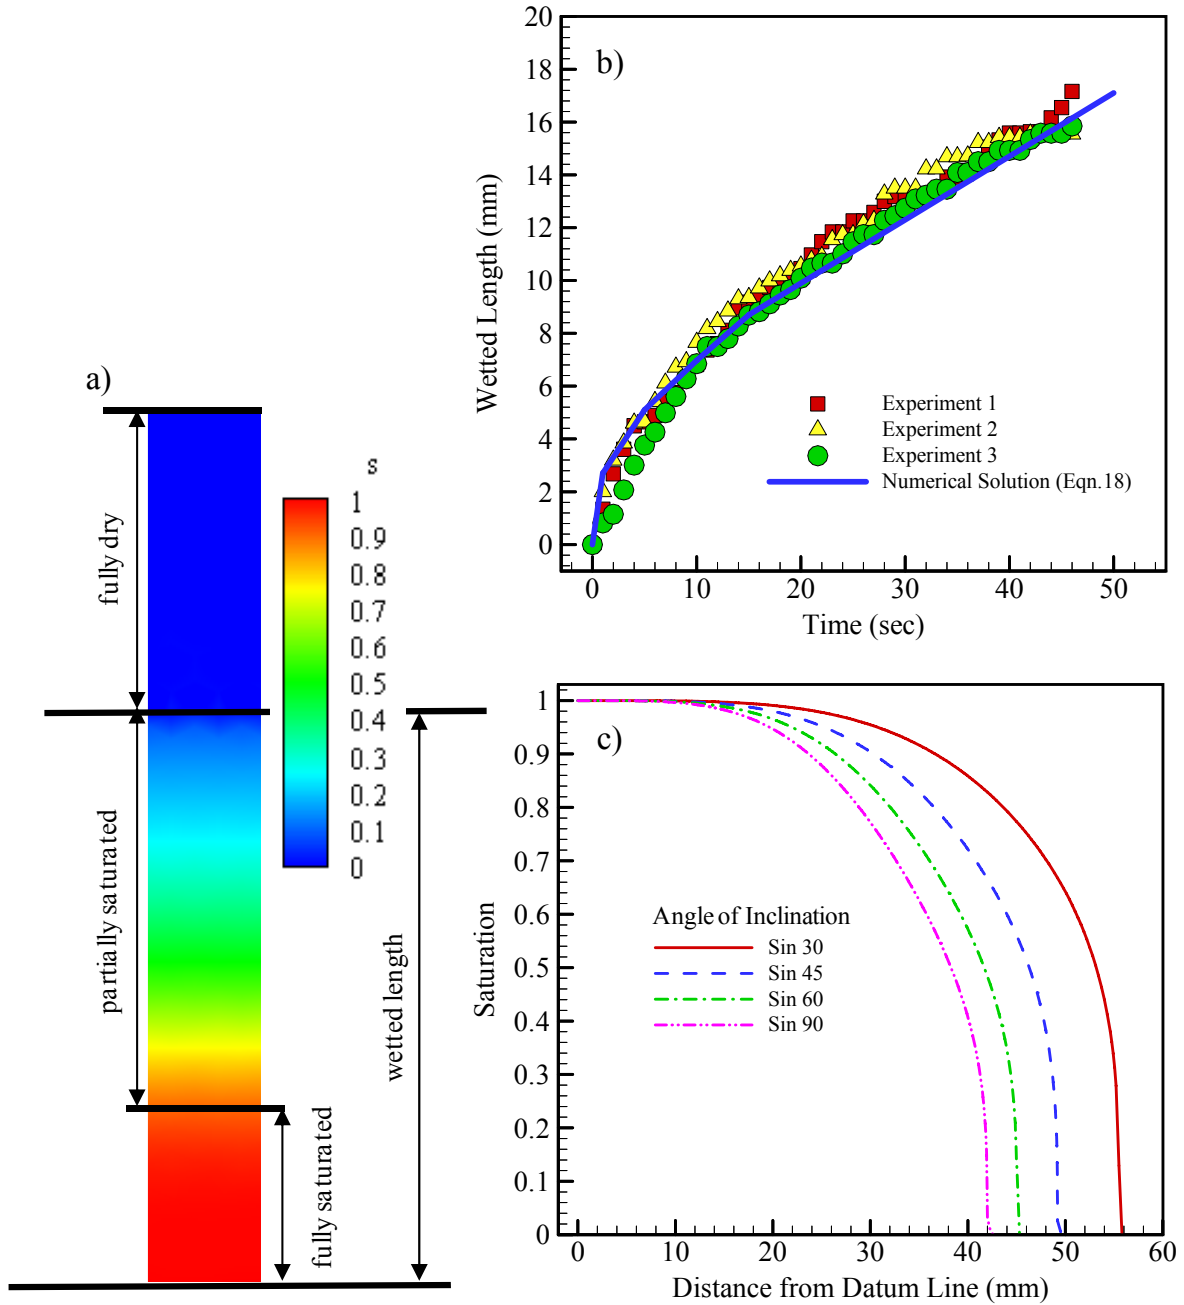 a)
fully dry
partially saturated
fully saturated
wetted length
s
1
0.9
0.8
0.7
0.6
0.5
0.4
0.3
0.2
0.1
0
b)
Wetted Length (mm)
20
18
16
14
12
10
8
6
4
2
0
Experiment 1
Experiment 2
Experiment 3
Numerical Solution (Eqn.18)
0 10 20 30 40 50
Time (sec)
c)
Saturation
1
0.9
0.8
0.7
0.6
0.5
0.4
0.3
0.2
0.1
0
Angle of Inclination
Sin 30
Sin 45
Sin 60
Sin 90
0 10 20 30 40 50 60
Distance from Datum Line (mm)